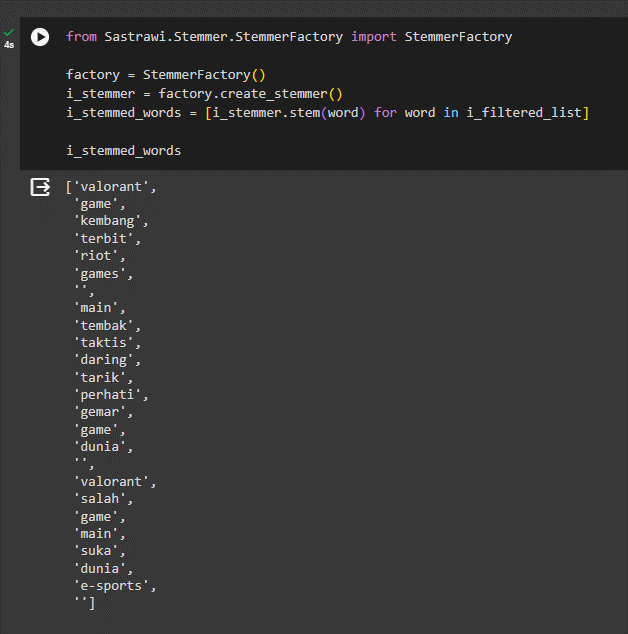 4s
from Sastrawi.Stemmer.StemmerFactory import StemmerFactory

factory = StemmerFactory()
i_stemmer = factory.create_stemmer()
i_stemmed_words = [i_stemmer.stem(word) for word in i_filtered_list]

i_stemmed_words
['valorant',
'game',
'kembang',
'terbit',
'riot',
'games',
'',
'main',
'tembak',
'taktis',
'daring',
'tarik',
'perhati',
'gemar',
'game',
'dunia',
'',
'valorant',
'salah',
'game',
'main',
'suka',
'dunia',
'e-sports',
'']